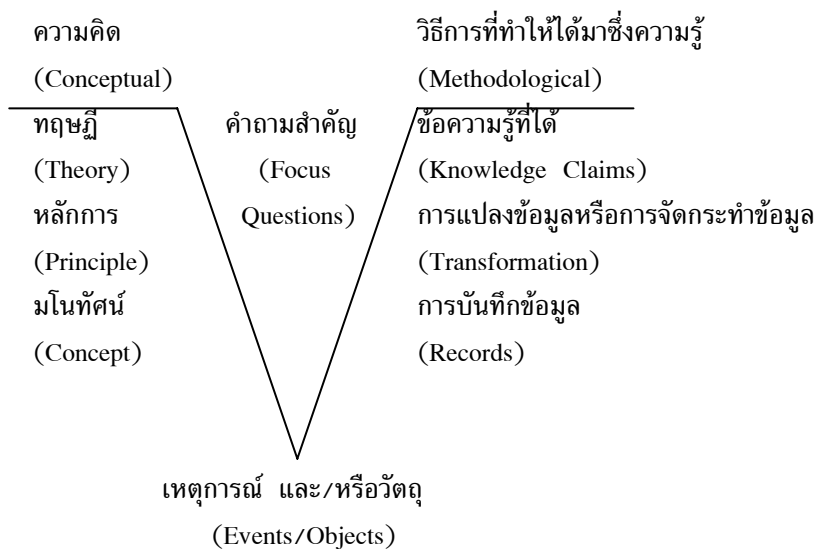 ความคิด
(Conceptual)
ทฤษฏี
(Theory)
หลักการ
(Principle)
มโนทัศน์
(Concept)
คำถามสำคัญ
(Focus
Questions)
วิธีการที่ทำให้ได้มาซึ่งความรู้
(Methodological)
ข้อความรู้ที่ได้
(Knowledge Claims)
การแปลงข้อมูลหรือการจัดกระทำข้อมูล
(Transformation)
การบันทึกข้อมูล
(Records)
เหตุการณ์ และ/หรือวัตถุ
(Events/Objects)